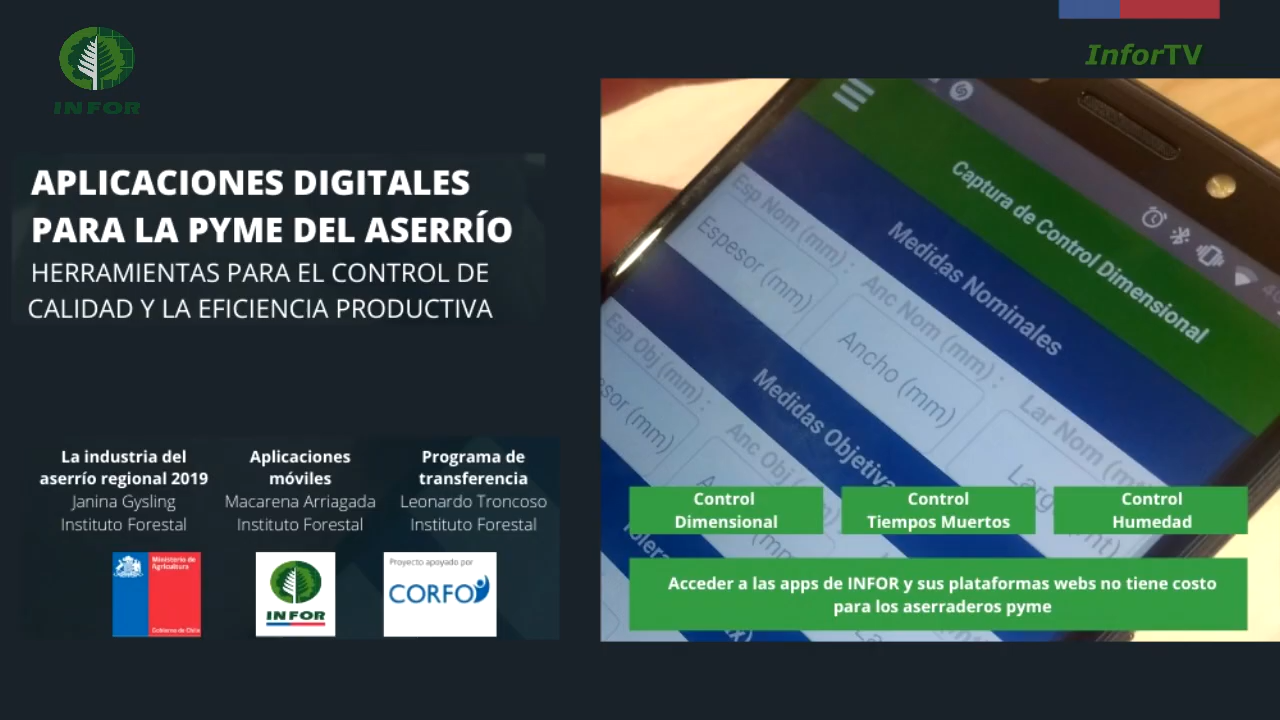 INFOR
InforTV
APLICACIONES DIGITALES
PARA LA PYME DEL ASERRÍO
HERRAMIENTAS PARA EL CONTROL DE
CALIDAD Y LA EFICIENCIA PRODUCTIVA
La industria del
aserrío regional 2019
Janina Gysling
Instituto Forestal
Aplicaciones
móviles
Macarena Arriagada
Instituto Forestal
Programa de
transferencia
Leonardo Troncoso
Instituto Forestal
Ministerio de
Agricultura
Gobierno de Chile
INFOR
Proyecto apoyado por
CORFO
Captura de Control Dimensional
Medidas Nominales
Esp Nom (mm) :
Anc Nom (mm) :
Lar Nom
Espesor (mm)
Ancho (mm)
Medidas
Esp Obj (mm) :
Anc Obj
Control
Dimensional
Control
Tiempos Muertos
Control
Humedad
Acceder a las apps de INFOR y sus plataformas webs no tiene costo
para los aserraderos pyme